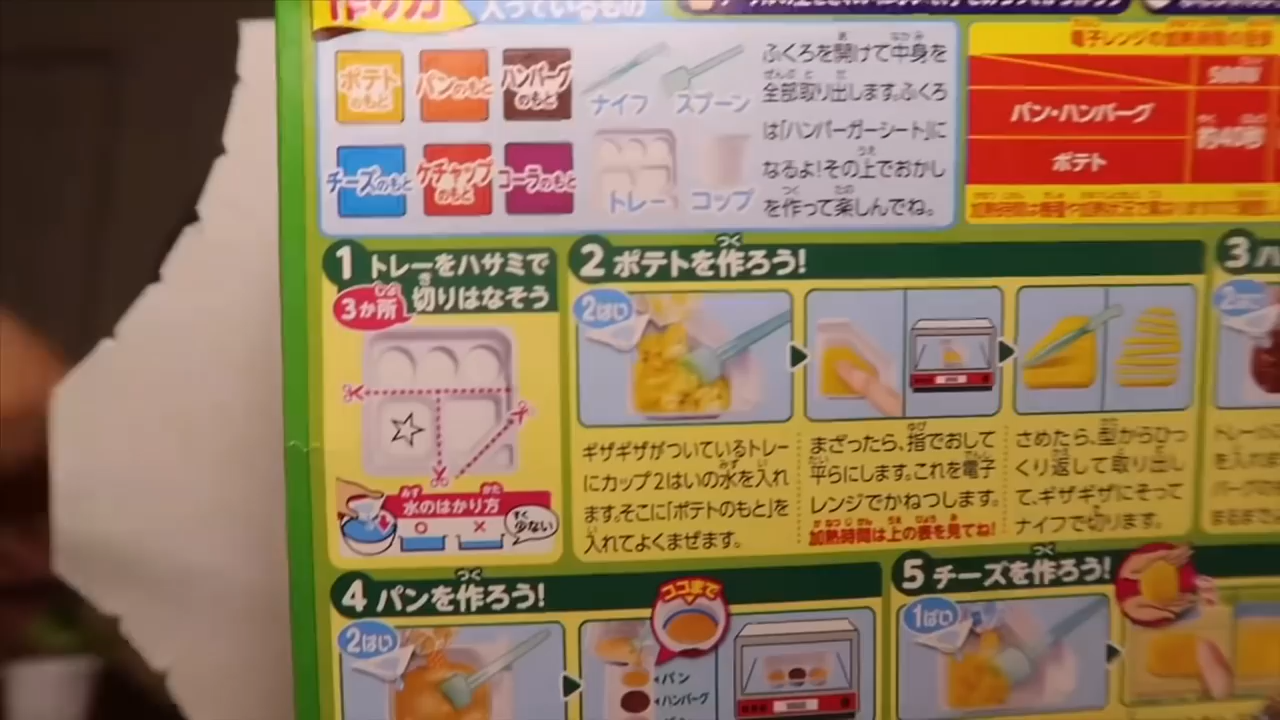 作り方
入っているもの
ポテトのもと
パンのもと
ハンバーグのもと
ナイフ
スプーン
チーズのもと
ケチャップのもと
コーラのもと
トレー
コップ
ふくろを開けて中身を
全部取り出します。ふくろ
は「ハンバーガーシート」に
なるよ!その上でおかし
を作って楽しんでね。
電子レンジの加熱時間の目安
500W
パン・ハンバーグ
約40秒
ポテト
1 トレーをハサミで
3か所 切りはなそう
水のはかり方
少ない
2 ポテトを作ろう!
2はい
ギザギザがついているトレー
にカップ2はいの水を入れ
ます。そこに「ポテトのもと」を
入れてよくまぜます。
まざったら、指でおして
平らにします。これを電子
レンジでかねつします。
加熱時間は上の表を見てね!
さめたら、型からひっ
くり返して取り出し
て、ギザギザにそって
ナイフで切ります。
3
4 パンを作ろう!
2はい
ココまで
パン
ハンバーグ
5 チーズを作ろう!
1ぱい